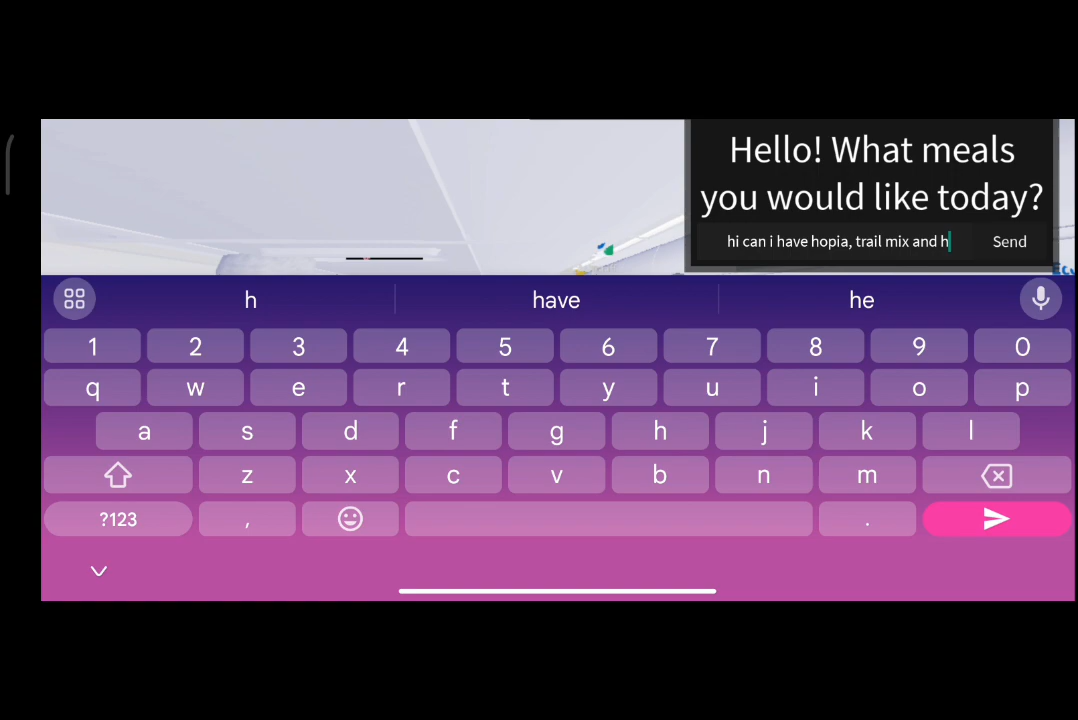 Hello! What meals
you would like today?
hi can i have hopia, trail mix and h
Send
h have he
1 2 3 4 5 6 7 8 9 0
q w e r t y u i o p
a s d f g h j k l
z x c v b n m
?123 , .